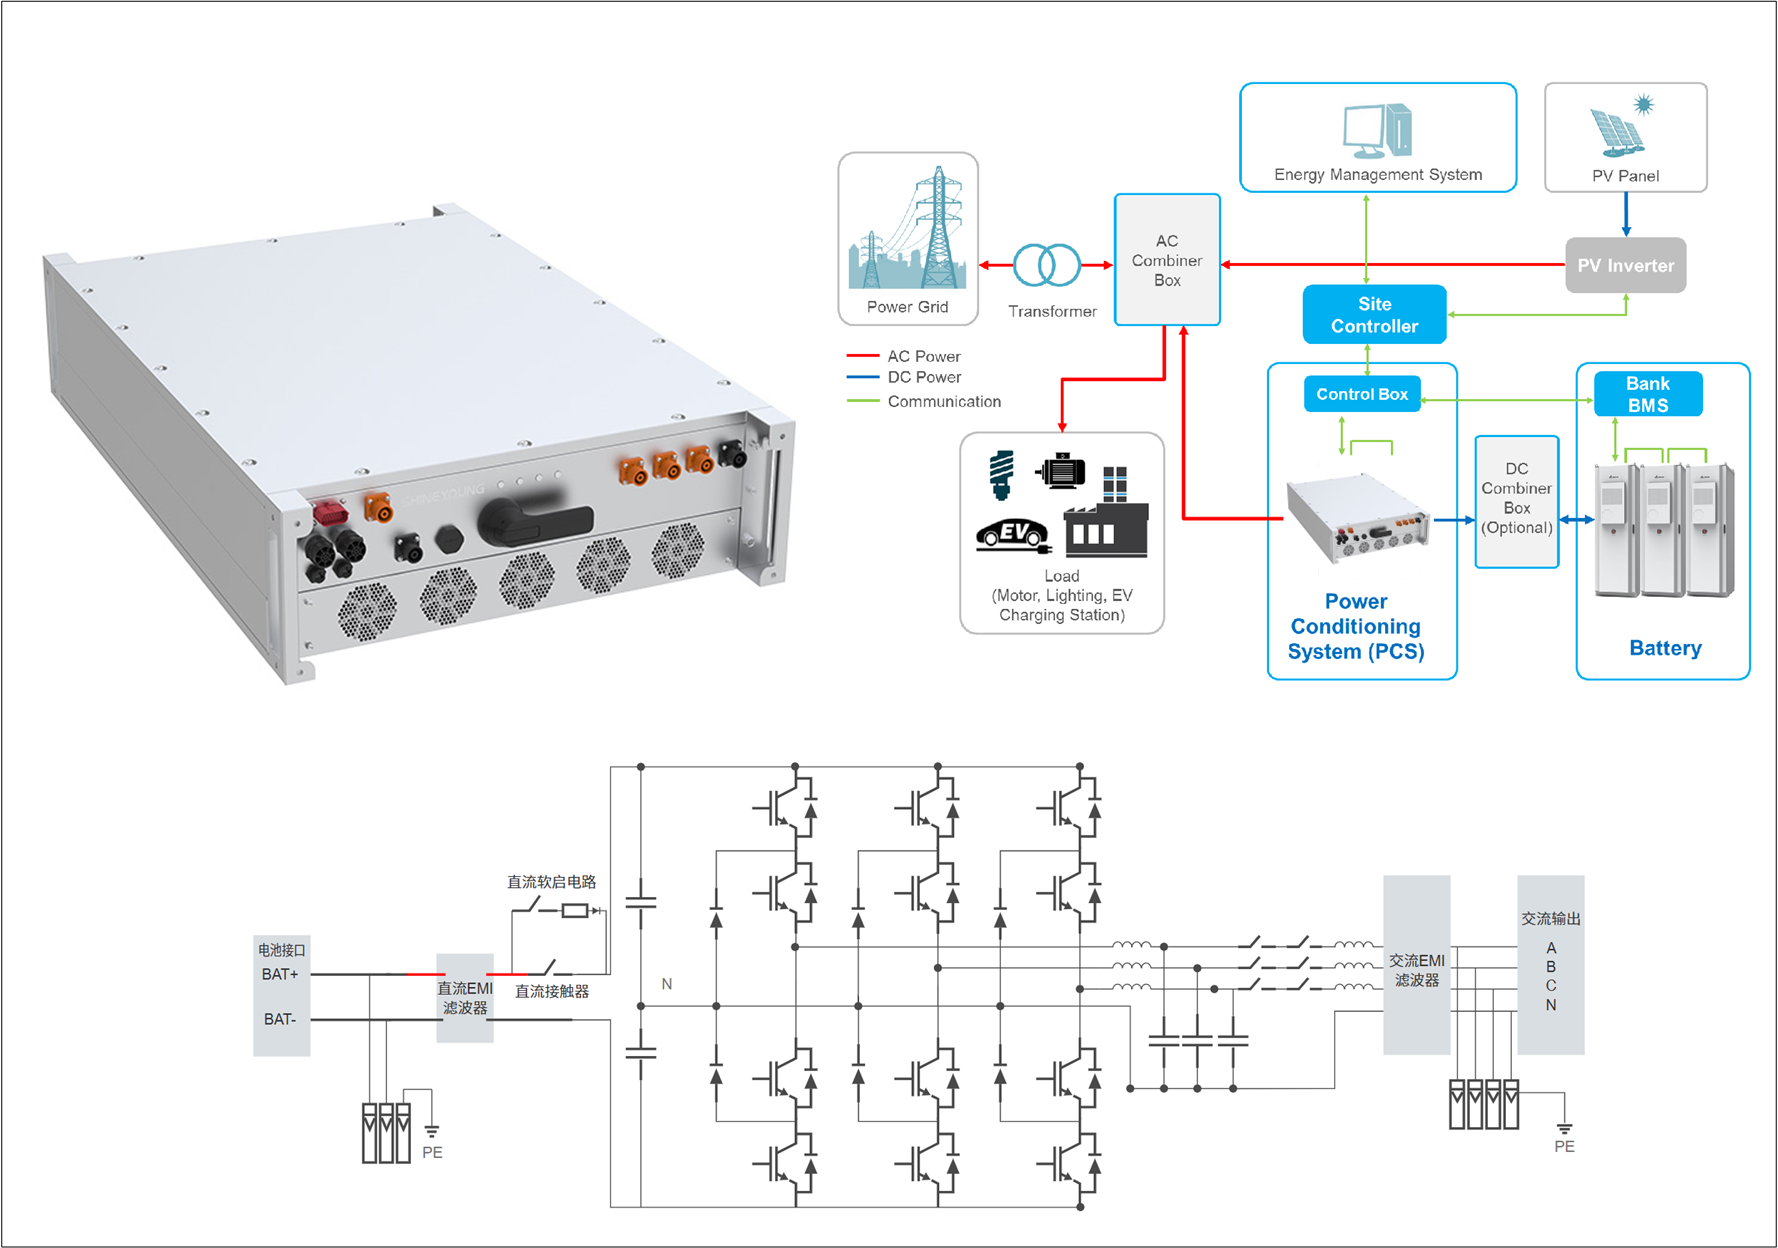 SHINEYOUNG
Energy Management System
PV Panel
Power Grid
Transformer
AC
Combiner
Box
PV Inverter
Site
Controller
AC Power
DC Power
Communication
Control Box
Bank
BMS
DC
Combiner
Box
(Optional)
EV
Load
(Motor, Lighting, EV
Charging Station)
Power
Conditioning
System (PCS)
Battery
直流软启电路
电池接口
BAT+
BAT-
直流EMI
滤波器
直流接触器
N
PE
交流EMI
滤波器
交流输出
A
B
C
N
PE